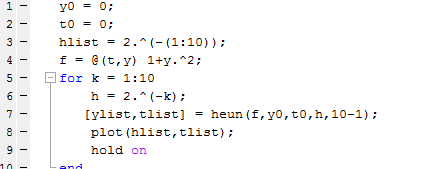 1 - y0 = 0;
2 - t0 = 0;
3 - hlist = 2.^(-(1:10));
4 - f = @(t,y) 1+y.^2;
5 - for k = 1:10
6 - h = 2.^(-k);
7 - [ylist,tlist] = heun(f,y0,t0,h,10-1);
8 - plot(hlist,tlist);
9 - hold on
10 - end